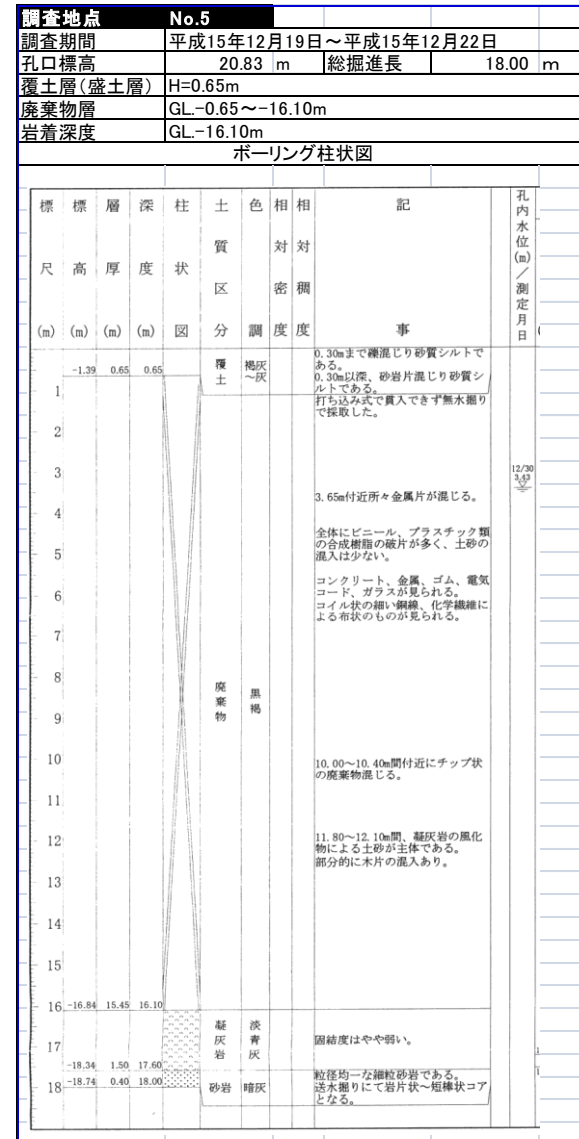 調査地点 No.5
調査期間 平成15年12月19日～平成15年12月22日
孔口標高 20.83 m 総掘進長 18.00 m
覆土層(盛土層) H=0.65m
廃棄物層 GL.-0.65～-16.10m
岩着深度 GL.-16.10m
ボーリング柱状図
標尺(m) 標高(m) 層厚(m) 深度(m) 柱状図 土質区分 色調 相対密度 相対稠度 記事 孔内水位(m)／測定月日
-1.39 0.65 0.65 覆土 褐灰～灰
0.30mまで礫混じり砂質シルトで
ある。
0.30m以深、砂岩片混じり砂質シ
ルトである。
1
打ち込み式で貫入できず無水掘り
で採取した。
2
3
12/30
3.43
3.65m付近所々金属片が混じる。
4
全体にビニール、プラスチック類
の合成樹脂の破片が多く、土砂の
混入は少ない。
5
コンクリート、金属、ゴム、電気
コード、ガラスが見られる。
6
コイル状の細い銅線、化学繊維に
よる布状のものが見られる。
7
8
廃棄物 黒褐
9
10
10.00～10.40m間付近にチップ状
の廃棄物混じる。
11
12
11.80～12.10m間、凝灰岩の風化
物による土砂が主体である。
部分的に木片の混入あり。
13
14
15
16 -16.84 15.45 16.10
凝灰岩 淡青灰 固結度はやや弱い。
17
-18.34 1.50 17.60
18 -18.74 0.40 18.00 砂岩 暗灰
粒径均一な細粒砂岩である。
送水掘りにて岩片状～短棒状コア
となる。